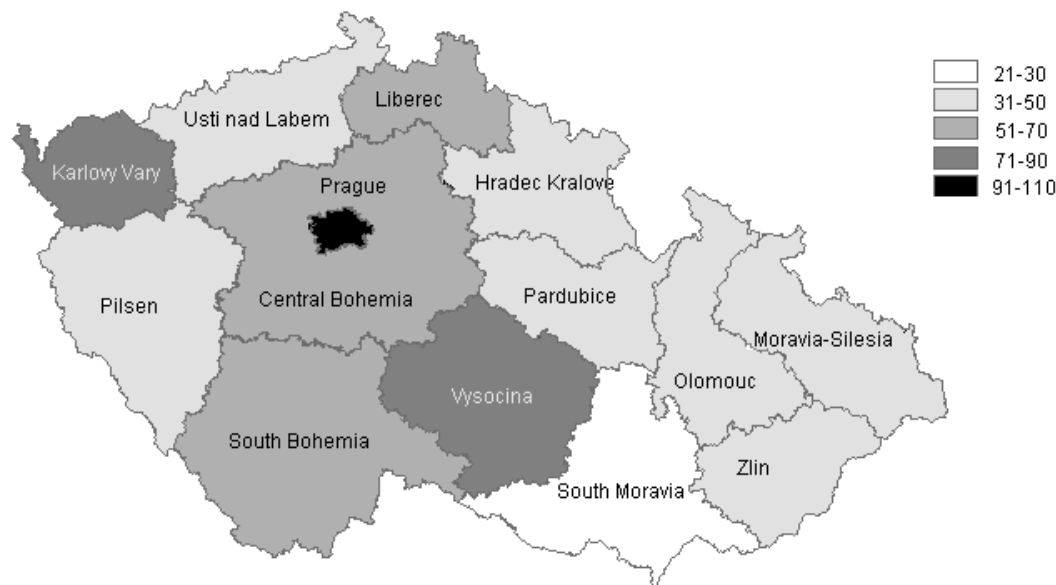 21-30
31-50
51-70
71-90
91-110
Liberec
Usti nad Labem
Karlovy Vary
Prague
Hradec Kralove
Pilsen
Central Bohemia
Pardubice
Moravia-Silesia
Olomouc
Vysocina
South Bohemia
Zlin
South Moravia